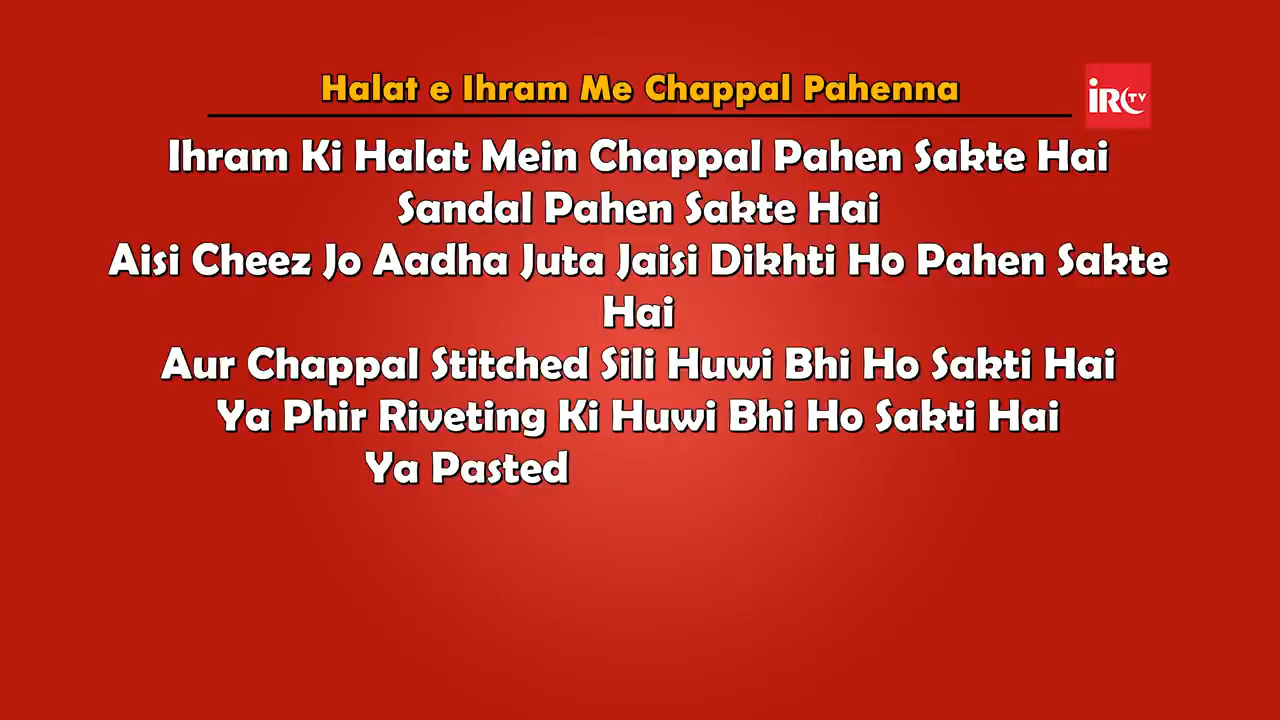 Halat e Ihram Me Chappal Pahenna
iRC TV
Ihram Ki Halat Mein Chappal Pahen Sakte Hai
Sandal Pahen Sakte Hai
Aisi Cheez Jo Aadha Juta Jaisi Dikhti Ho Pahen Sakte
Hai
Aur Chappal Stitched Sili Huwi Bhi Ho Sakti Hai
Ya Phir Riveting Ki Huwi Bhi Ho Sakti Hai
Ya Pasted